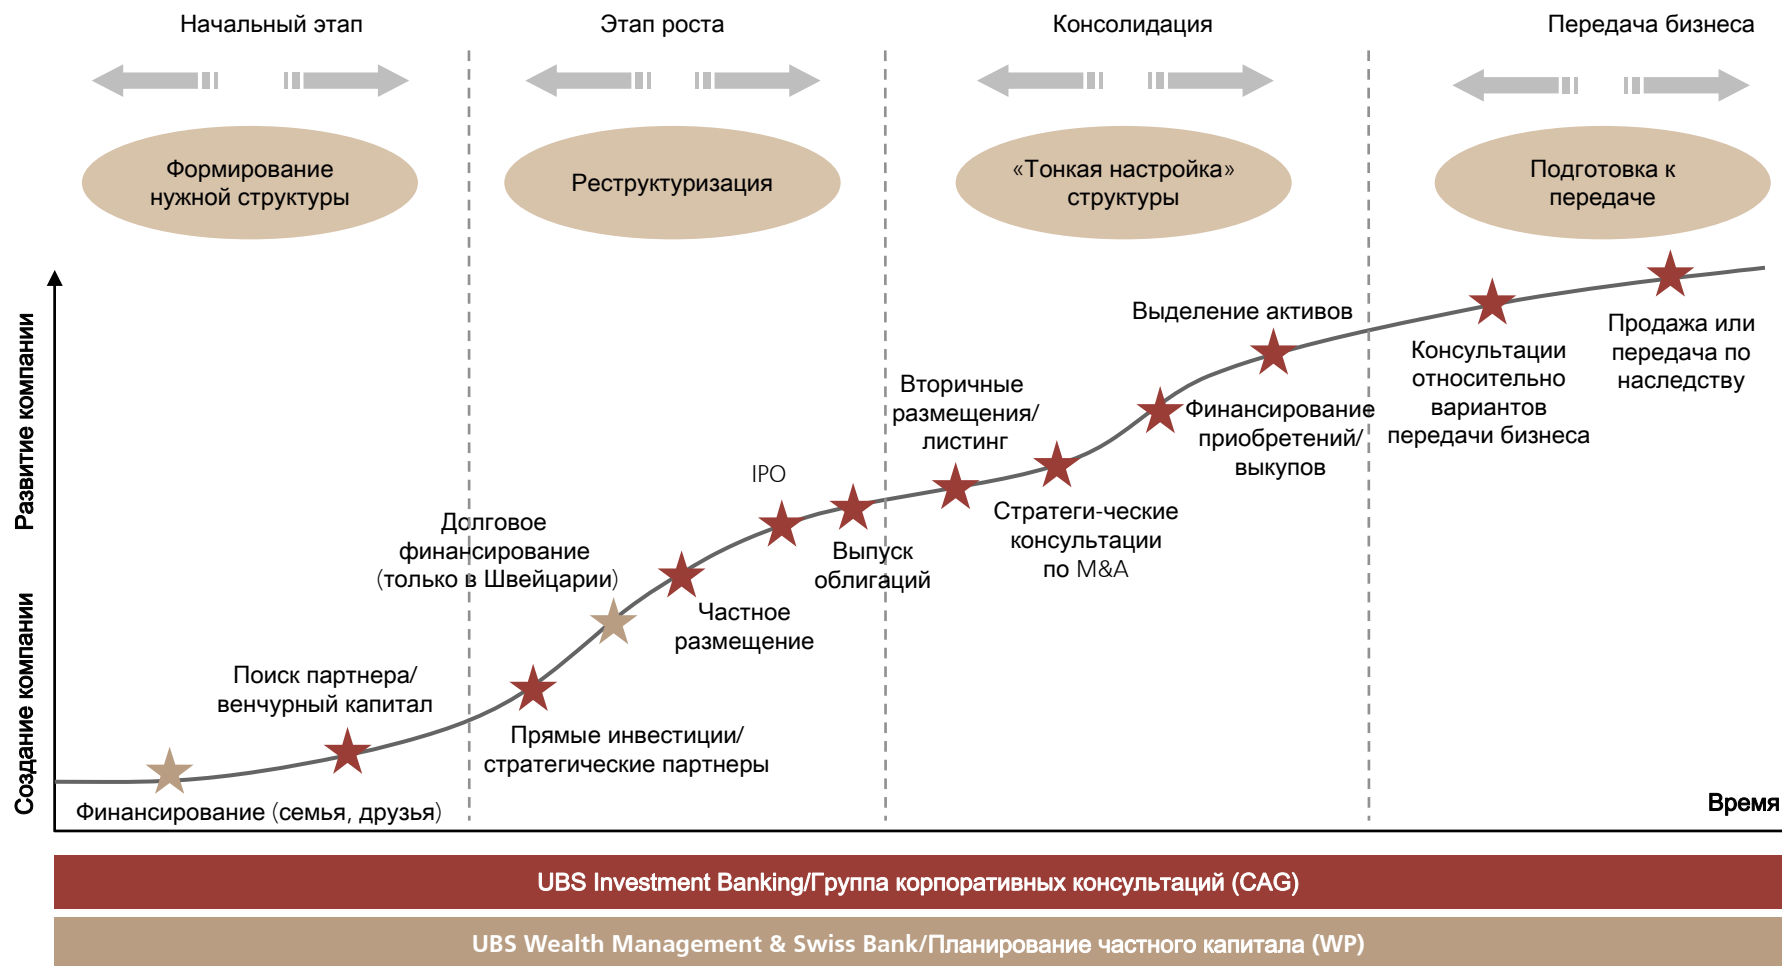 Начальный этап
Этап роста
Консолидация
Передача бизнеса
Формирование
нужной структуры
Реструктуризация
«Тонкая настройка»
структуры
Подготовка к
передаче
Развитие компании
Создание компании
Выделение активов
Продажа или
передача по
наследству
Консультации
относительно
вариантов
передачи бизнеса
Вторичные
размещения/
листинг
Финансирование
приобретений/
выкупов
IPO
Стратеги-ческие
консультации
по M&A
Долговое
финансирование
(только в Швейцарии)
Выпуск
облигаций
Частное
размещение
Поиск партнера/
венчурный капитал
Прямые инвестиции/
стратегические партнеры
Финансирование (семья, друзья)
Время
UBS Investment Banking/Группа корпоративных консультаций (CAG)
UBS Wealth Management & Swiss Bank/Планирование частного капитала (WP)